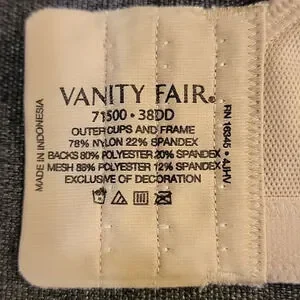 VANITY FAIR®
71500 • 38DD
OUTER CUPS AND FRAME
78% NYLON 22% SPANDEX
BACKS 80% POLYESTER 20% SPANDEX
MESH 88% POLYESTER 12% SPANDEX
EXCLUSIVE OF DECORATION
MADE IN INDONESIA
RN 16345 • 4JHV